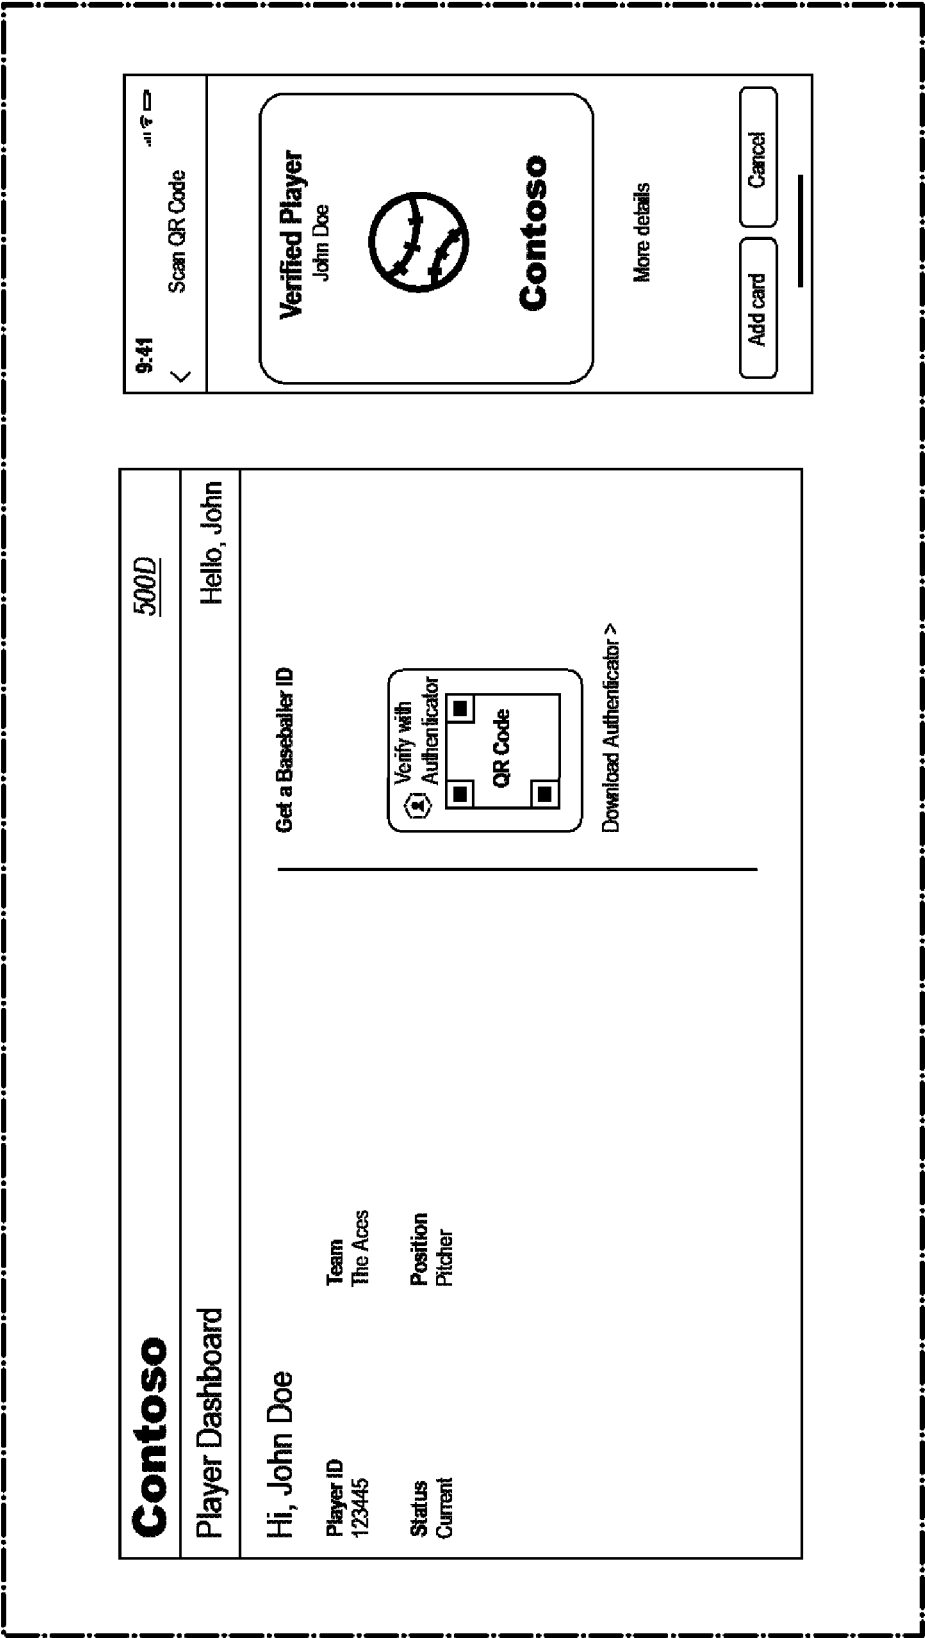 Contoso
500D
Player Dashboard
Hello, John
Hi, John Doe
Player ID
123445
Team
The Aces
Status
Current
Position
Pitcher
Get a Baseballer ID
Verify with
Authenticator
QR Code
Download Authenticator >
9:41
Scan QR Code
Verified Player
John Doe
Contoso
More details
Add card
Cancel